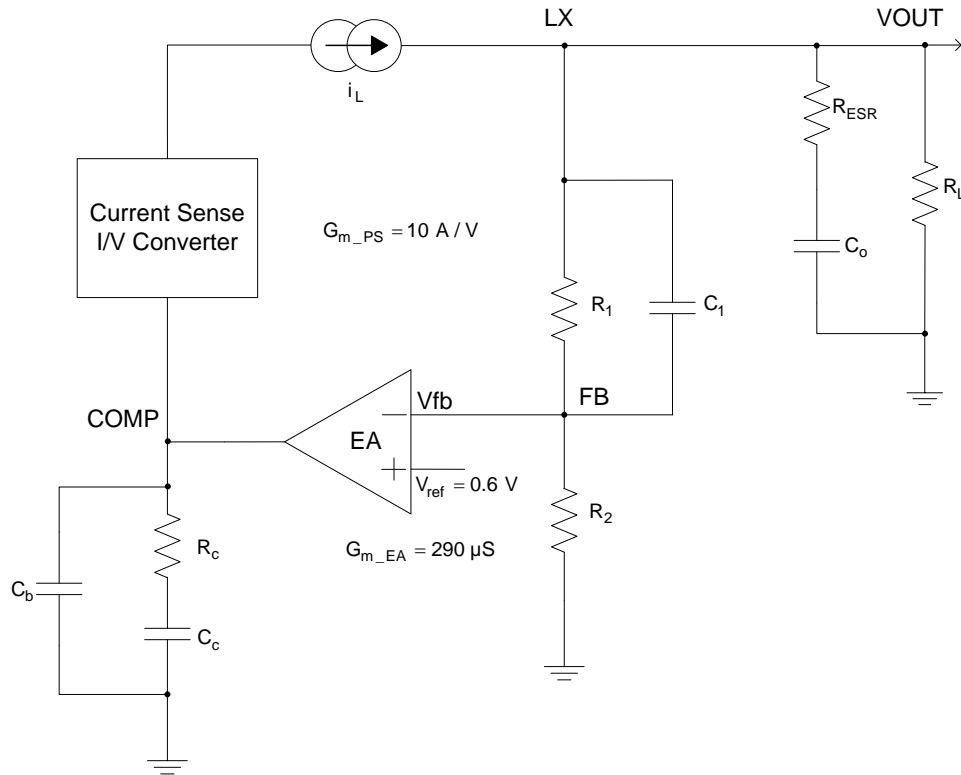 LX
VOUT
i_L
R_ESR
R_L
Current Sense
I/V Converter
G_m_PS = 10 A / V
C_o
R_1
C_1
COMP
Vfb
FB
EA
V_ref = 0.6 V
R_2
G_m_EA = 290 µS
R_c
C_b
C_c